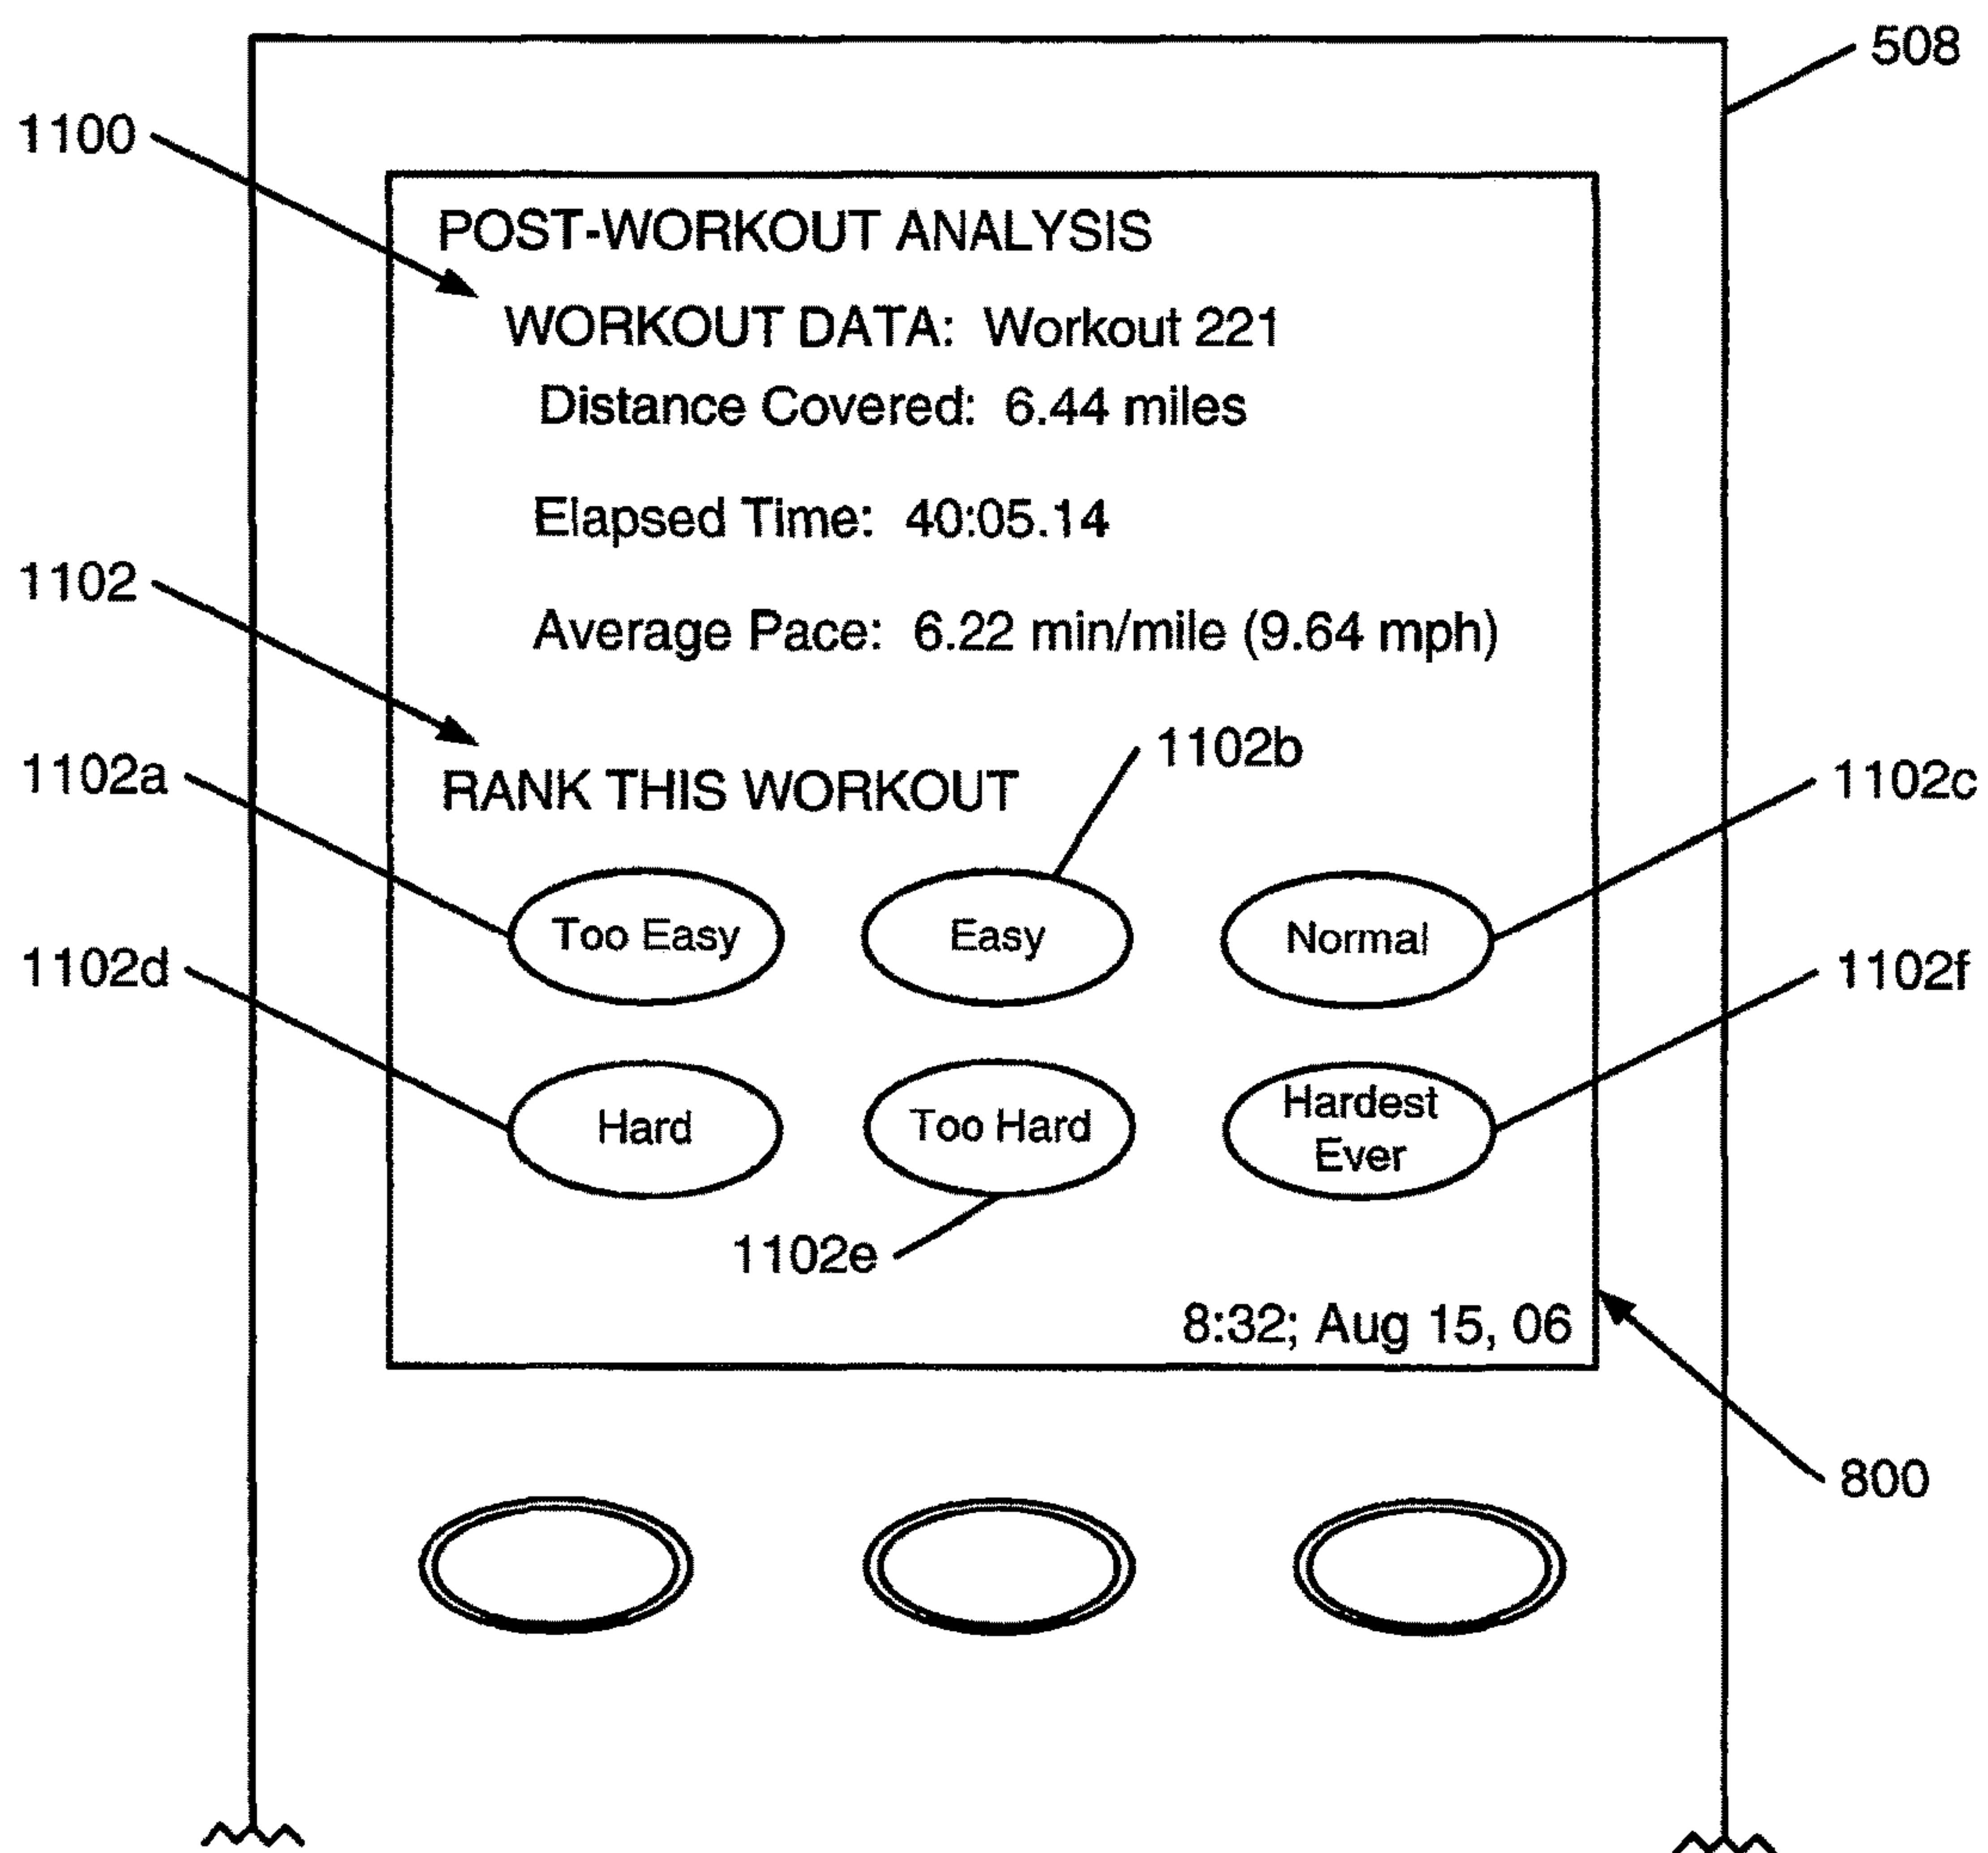 508
1100
POST-WORKOUT ANALYSIS
WORKOUT DATA: Workout 221
Distance Covered: 6.44 miles
Elapsed Time: 40:05.14
1102
Average Pace: 6.22 min/mile (9.64 mph)
1102b
1102a
RANK THIS WORKOUT
1102c
Too Easy Easy Normal
1102d
1102f
Hard Too Hard Hardest
Ever
1102e
8:32; Aug 15, 06
800